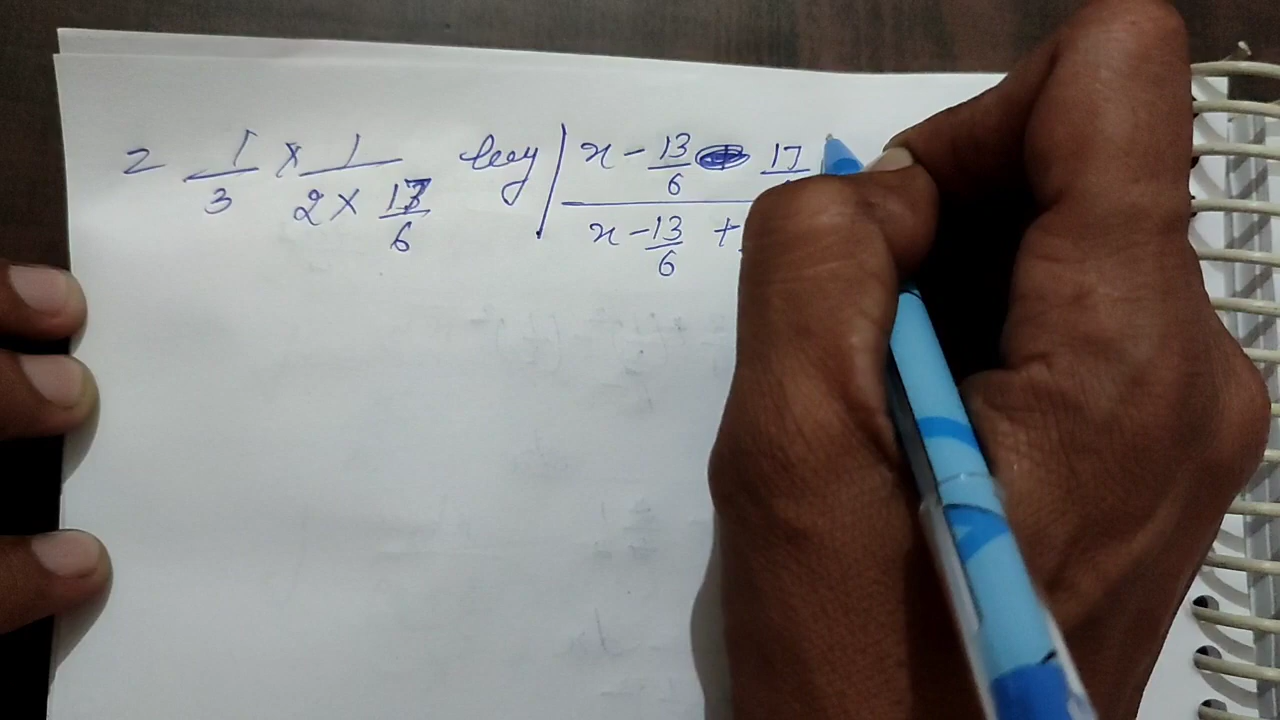 = 1/3 × 1/(2 × 17/6) log | (x - 13/6 - 17/
(x - 13/6 +